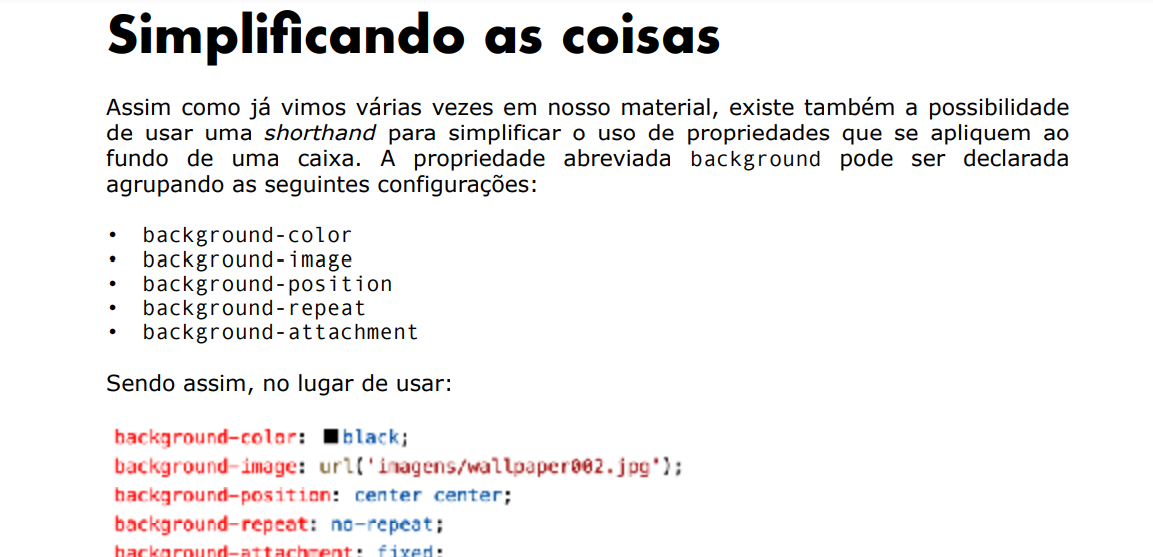 Simplificando as coisas
Assim como já vimos várias vezes em nosso material, existe também a possibilidade
de usar uma shorthand para simplificar o uso de propriedades que se apliquem ao
fundo de uma caixa. A propriedade abreviada background pode ser declarada
agrupando as seguintes configurações:
• background-color
• background-image
• background-position
• background-repeat
• background-attachment
Sendo assim, no lugar de usar:
background-color: black;
background-image: url('imagens/wallpaper002.jpg');
background-position: center center;
background-repeat: no-repeat;
background-attachment: fixed;